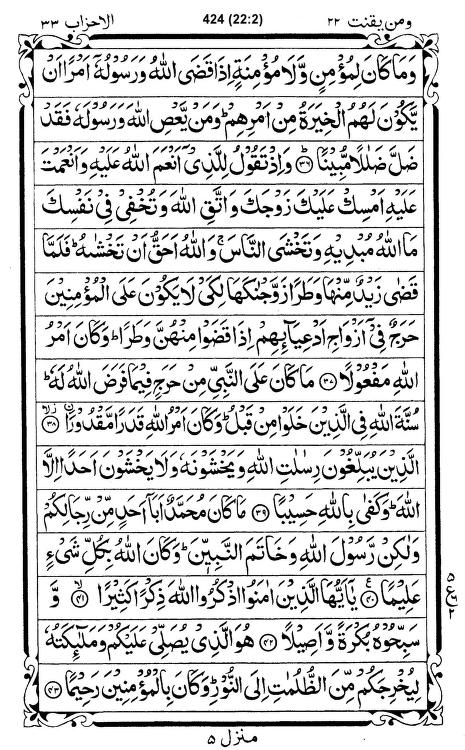 ومن يقنت ٢٢ 424 (22:2) الاحزاب ٣٣
وَمَا كَانَ لِمُؤْمِنٍ وَّلَا مُؤْمِنَةٍ اِذَا قَضَى اللّٰهُ وَرَسُوْلُهٗۤ اَمْرًا اَنْ
يَّكُوْنَ لَهُمُ الْخِيَرَةُ مِنْ اَمْرِهِمْ ؕ وَمَنْ يَّعْصِ اللّٰهَ وَرَسُوْلَهٗ فَقَدْ
ضَلَّ ضَلٰلًا مُّبِيْنًا ﴿٣٦﴾ وَاِذْ تَقُوْلُ لِلَّذِيْۤ اَنْعَمَ اللّٰهُ عَلَيْهِ وَاَنْعَمْتَ
عَلَيْهِ اَمْسِكْ عَلَيْكَ زَوْجَكَ وَاتَّقِ اللّٰهَ وَتُخْفِيْ فِيْ نَفْسِكَ
مَا اللّٰهُ مُبْدِيْهِ وَتَخْشَى النَّاسَ ۚ وَاللّٰهُ اَحَقُّ اَنْ تَخْشٰىهُ ؕ فَلَمَّا
قَضٰى زَيْدٌ مِّنْهَا وَطَرًا زَوَّجْنٰكَهَا لِكَيْ لَا يَكُوْنَ عَلَى الْمُؤْمِنِيْنَ
حَرَجٌ فِيْۤ اَزْوَاجِ اَدْعِيَآئِهِمْ اِذَا قَضَوْا مِنْهُنَّ وَطَرًا ؕ وَكَانَ اَمْرُ
اللّٰهِ مَفْعُوْلًا ﴿٣٧﴾ مَا كَانَ عَلَى النَّبِيِّ مِنْ حَرَجٍ فِيْمَا فَرَضَ اللّٰهُ لَهٗ ؕ
سُنَّةَ اللّٰهِ فِي الَّذِيْنَ خَلَوْا مِنْ قَبْلُ ؕ وَكَانَ اَمْرُ اللّٰهِ قَدَرًا مَّقْدُوْرًا ﴿٣٨﴾
الَّذِيْنَ يُبَلِّغُوْنَ رِسٰلٰتِ اللّٰهِ وَيَخْشَوْنَهٗ وَلَا يَخْشَوْنَ اَحَدًا اِلَّا
اللّٰهَ ؕ وَكَفٰى بِاللّٰهِ حَسِيْبًا ﴿٣٩﴾ مَا كَانَ مُحَمَّدٌ اَبَاۤ اَحَدٍ مِّنْ رِّجَالِكُمْ
وَلٰكِنْ رَّسُوْلَ اللّٰهِ وَخَاتَمَ النَّبِيّٖنَ ؕ وَكَانَ اللّٰهُ بِكُلِّ شَيْءٍ
عَلِيْمًا ﴿٤٠﴾ يٰۤاَيُّهَا الَّذِيْنَ اٰمَنُوا اذْكُرُوا اللّٰهَ ذِكْرًا كَثِيْرًا ﴿٤١﴾ وَّ
سَبِّحُوْهُ بُكْرَةً وَّاَصِيْلًا ﴿٤٢﴾ هُوَ الَّذِيْ يُصَلِّيْ عَلَيْكُمْ وَمَلٰٓئِكَتُهٗ
لِيُخْرِجَكُمْ مِّنَ الظُّلُمٰتِ اِلَى النُّوْرِ ؕ وَكَانَ بِالْمُؤْمِنِيْنَ رَحِيْمًا ﴿٤٣﴾
منزل ۵